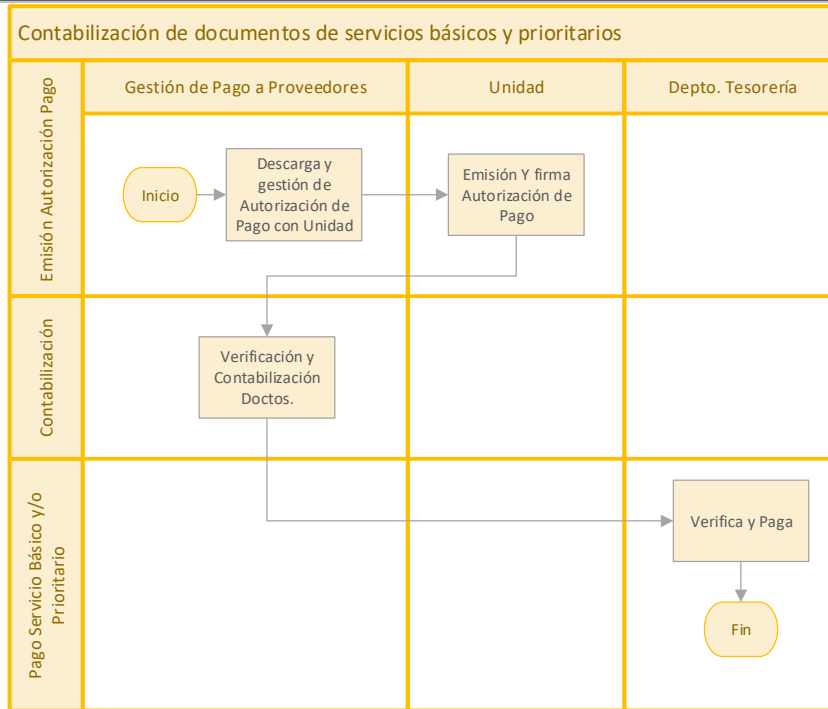 Contabilización de documentos de servicios básicos y prioritarios
Gestión de Pago a Proveedores
Unidad
Depto. Tesorería
Emisión Autorización Pago
Inicio
Descarga y
gestión de
Autorización de
Pago con Unidad
Emisión Y firma
Autorización de
Pago
Contabilización
Verificación y
Contabilización
Doctos.
Pago Servicio Básico y/o
Prioritario
Verifica y Paga
Fin